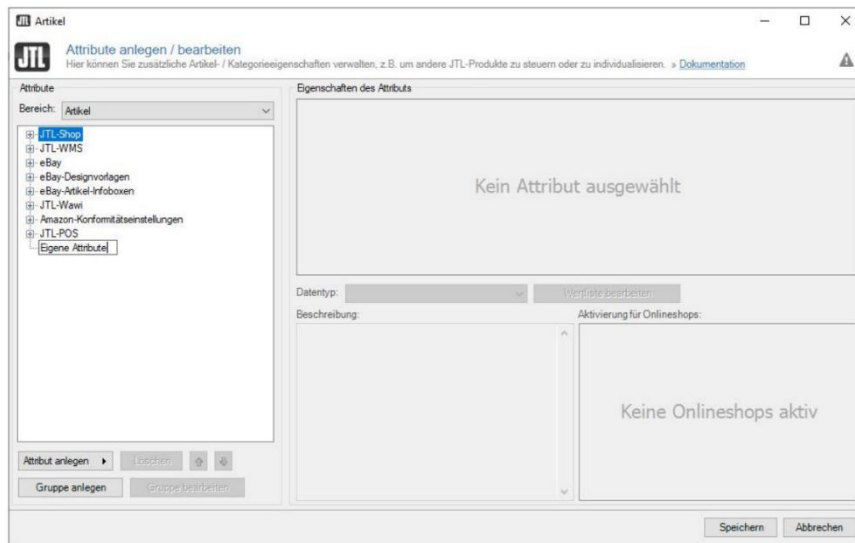 JTL Artikel
JTL
Attribute anlegen / bearbeiten
Hier können Sie zusätzliche Artikel- / Kategorieeigenschaften verwalten, z.B. um andere JTL-Produkte zu steuern oder zu individualisieren. » Dokumentation
Attribute
Bereich: Artikel
JTL-Shop
JTL-WMS
eBay
eBay-Designvorlagen
eBay-Artikel-Infoboxen
JTL-Wawi
Amazon-Konformitätseinstellungen
JTL-POS
Eigene Attribute
Attribut anlegen
Löschen
Gruppe anlegen
Gruppe bearbeiten
Eigenschaften des Attributs
Kein Attribut ausgewählt
Datentyp:
Wertliste bearbeiten
Beschreibung:
Aktivierung für Onlineshops:
Keine Onlineshops aktiv
Speichern
Abbrechen